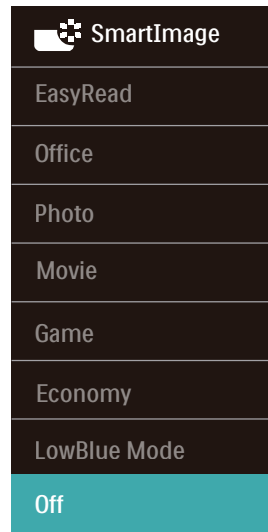 SmartImage
EasyRead
Office
Photo
Movie
Game
Economy
LowBlue Mode
Off